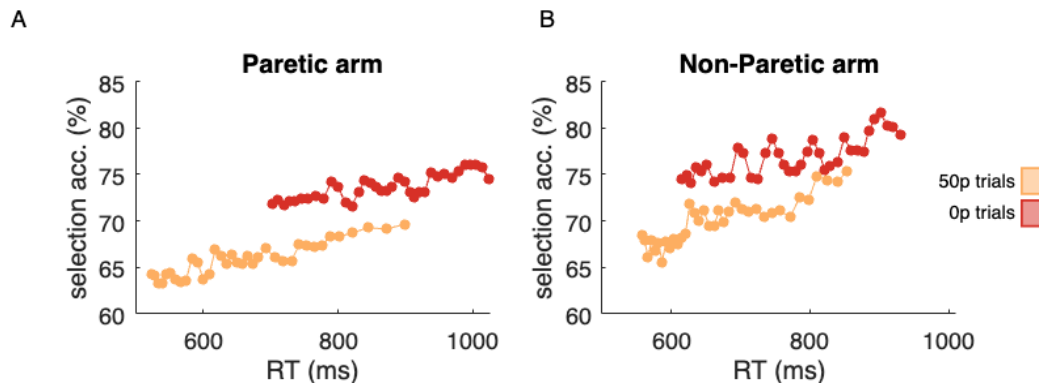 A
B
Paretic arm
Non-Paretic arm
selection acc. (%)
85
80
75
70
65
60
600
800
1000
RT (ms)
selection acc. (%)
85
80
75
70
65
60
600
800
1000
RT (ms)
50p trials
0p trials